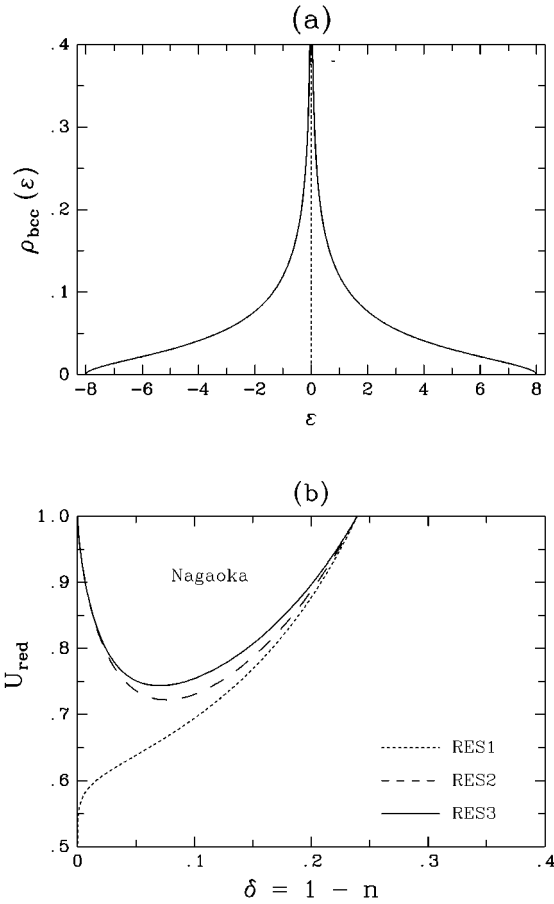 (a)
.4
.3
.2
.1
0
ρbcc(ε)
−8 −6 −4 −2 0 2 4 6 8
ε
(b)
1.0
.9
.8
.7
.6
.5
Ured
Nagaoka
RES1
RES2
RES3
0 .1 .2 .3 .4
δ = 1 − n